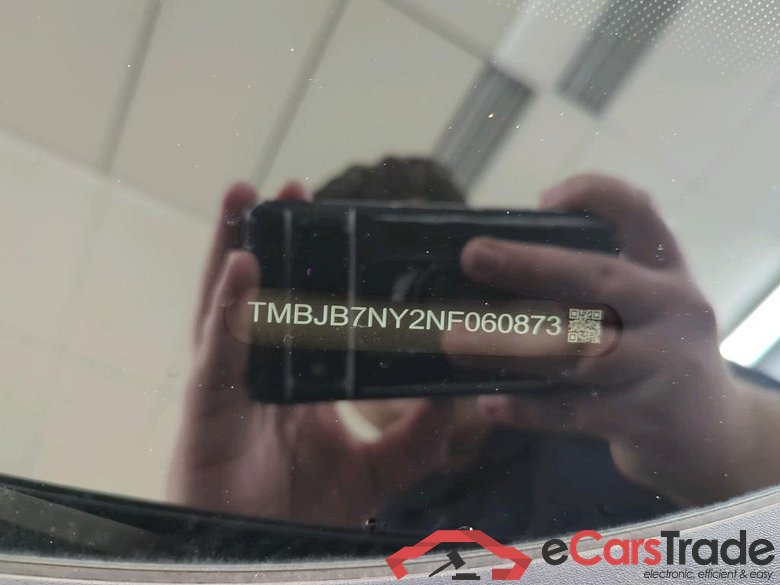 TMBJB7NY2NF060873
eCarsTrade
electronic, efficient & easy